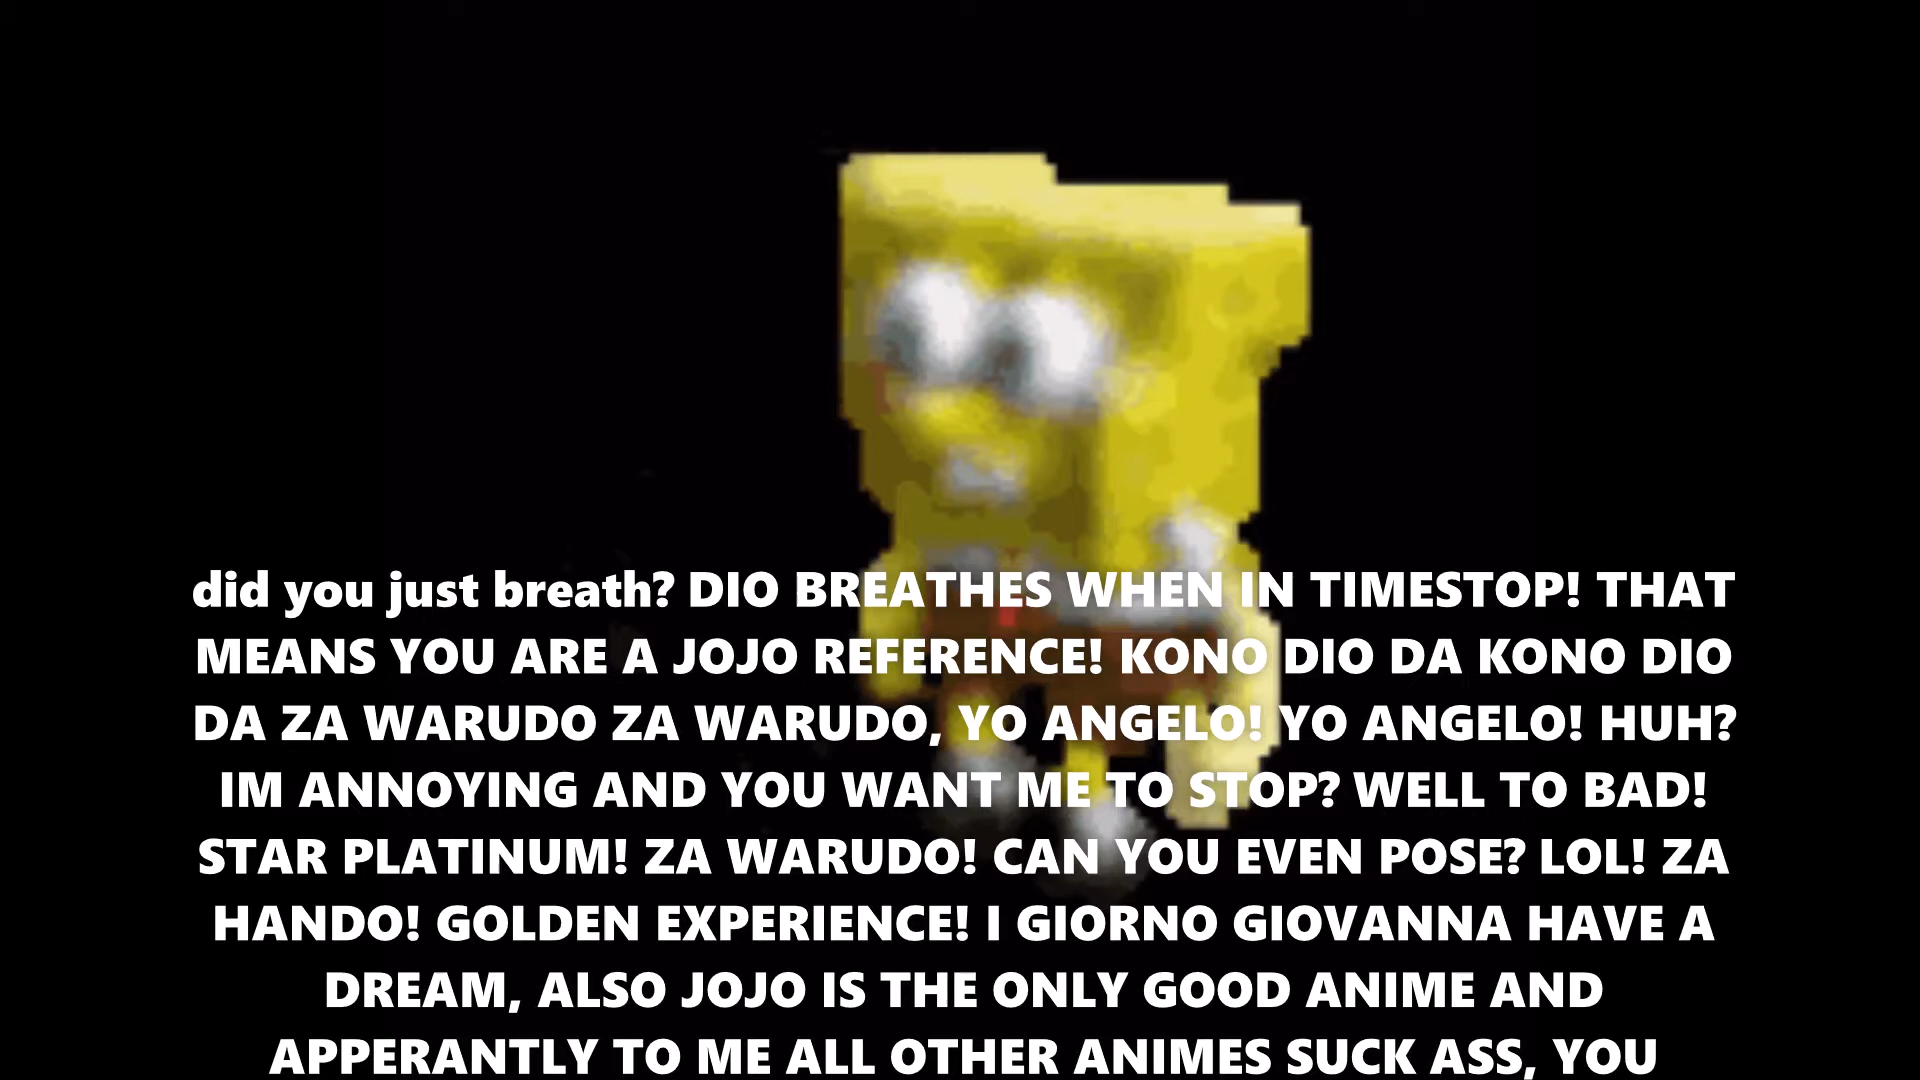 did you just breath? DIO BREATHES WHEN IN TIMESTOP! THAT
MEANS YOU ARE A JOJO REFERENCE! KONO DIO DA KONO DIO
DA ZA WARUDO ZA WARUDO, YO ANGELO! YO ANGELO! HUH?
IM ANNOYING AND YOU WANT ME TO STOP? WELL TO BAD!
STAR PLATINUM! ZA WARUDO! CAN YOU EVEN POSE? LOL! ZA
HANDO! GOLDEN EXPERIENCE! I GIORNO GIOVANNA HAVE A
DREAM, ALSO JOJO IS THE ONLY GOOD ANIME AND
APPERANTLY TO ME ALL OTHER ANIMES SUCK ASS, YOU